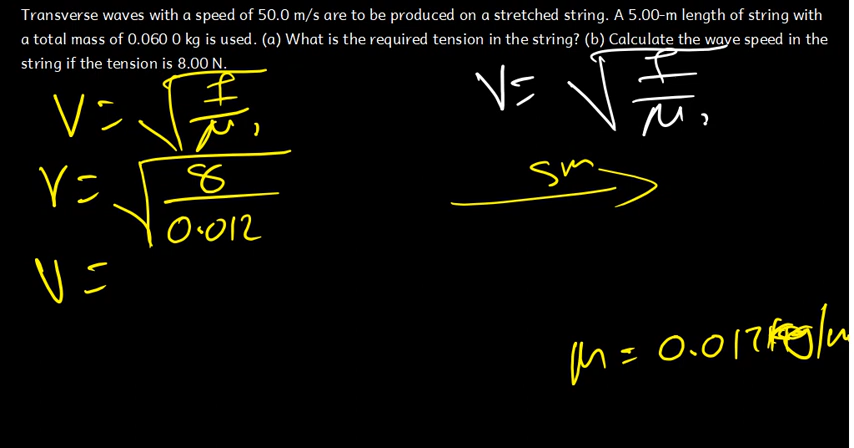 Transverse waves with a speed of 50.0 m/s are to be produced on a stretched string. A 5.00-m length of string with
a total mass of 0.060 0 kg is used. (a) What is the required tension in the string? (b) Calculate the wave speed in the
string if the tension is 8.00 N.
V = √(T/μ)
V = √(T/μ)
V = √(8/0.012)
5m
V =
μ = 0.012 kg/m